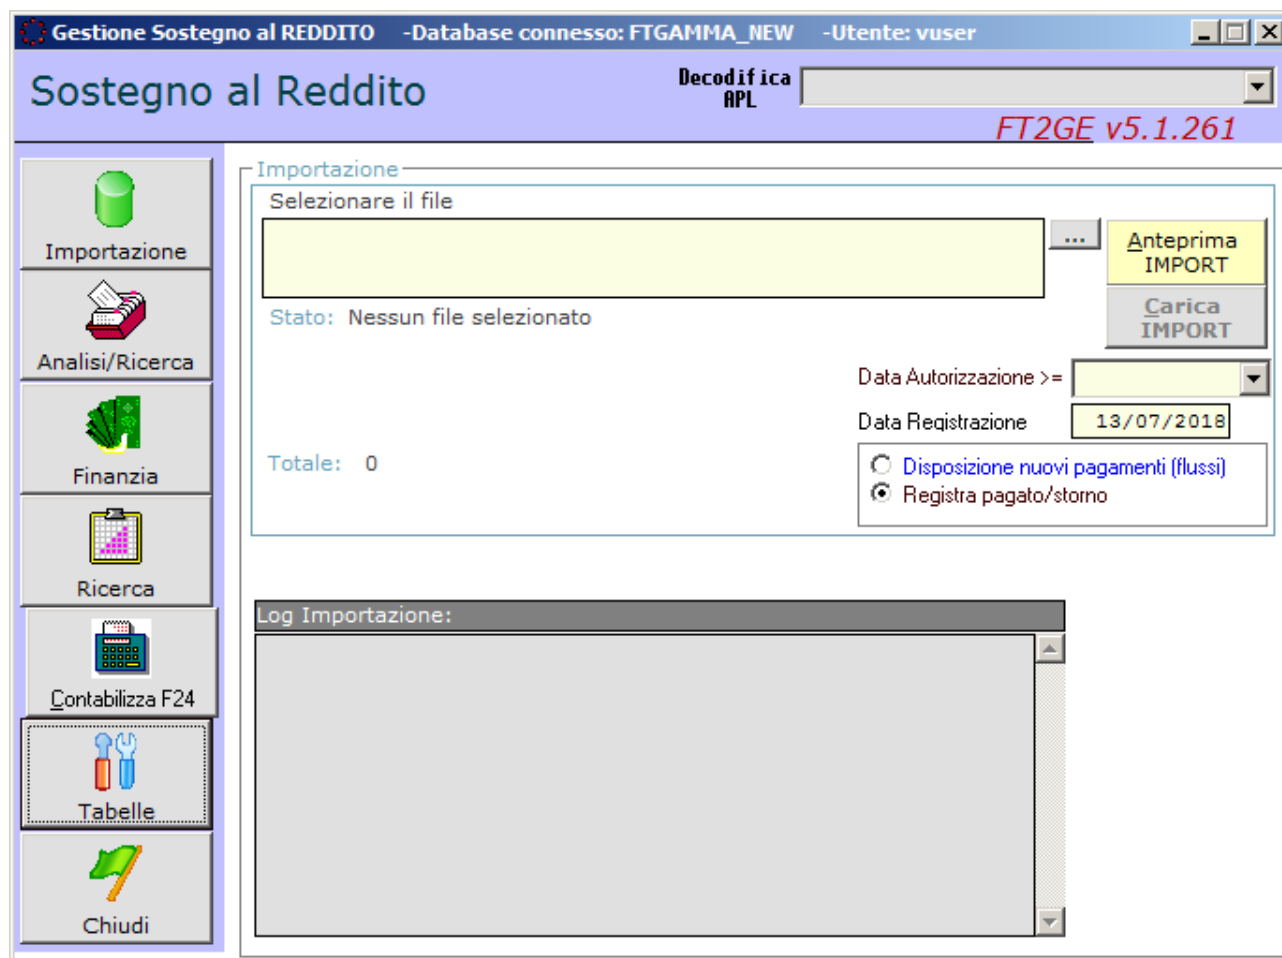 Gestione Sostegno al REDDITO -Database connesso: FTGAMMA_NEW -Utente: vuser
Sostegno al Reddito
Decodifica
APL
FT2GE v5.1.261
Importazione
Analisi/Ricerca
Finanzia
Ricerca
Contabilizza F24
Tabelle
Chiudi
Importazione
Selezionare il file
...
Anteprima
IMPORT
Stato: Nessun file selezionato
Carica
IMPORT
Data Autorizzazione >=
Data Registrazione 13/07/2018
Totale: 0
Disposizione nuovi pagamenti (flussi)
Registra pagato/storno
Log Importazione: